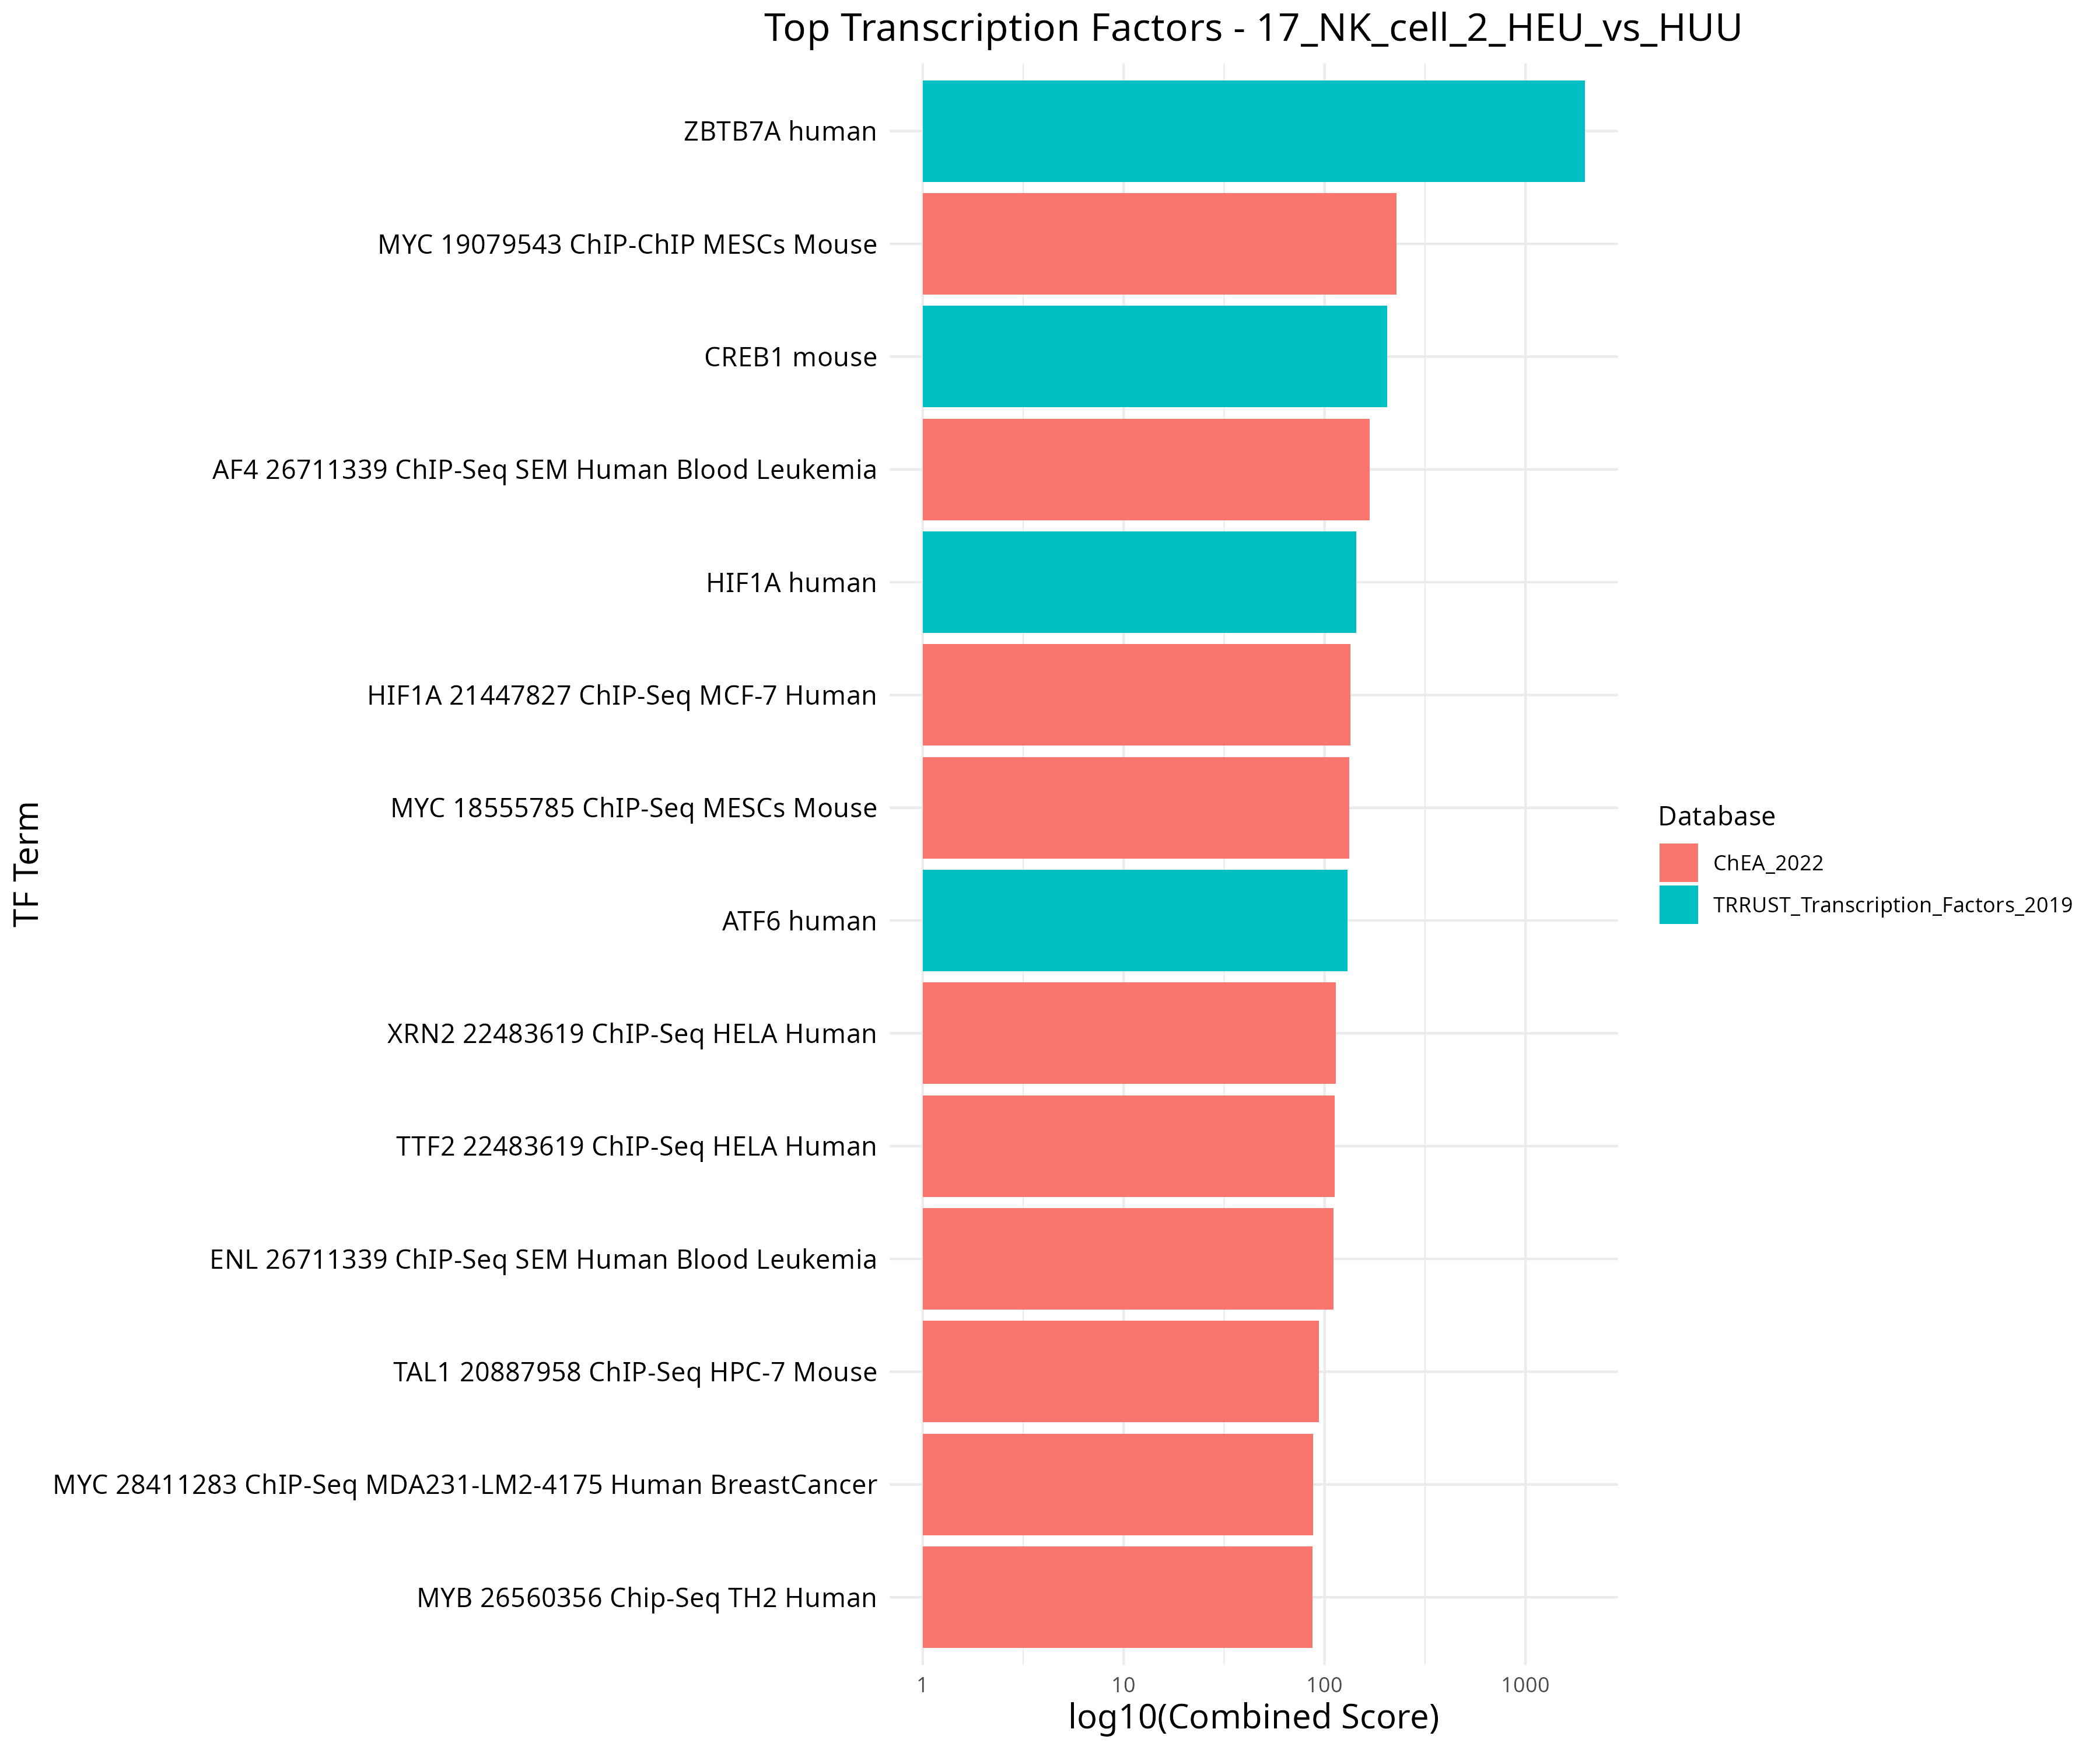 Top Transcription Factors - 17_NK_cell_2_HEU_vs_HUU
TF Term
ZBTB7A human
MYC 19079543 ChIP-ChIP MESCs Mouse
CREB1 mouse
AF4 26711339 ChIP-Seq SEM Human Blood Leukemia
HIF1A human
HIF1A 21447827 ChIP-Seq MCF-7 Human
MYC 18555785 ChIP-Seq MESCs Mouse
ATF6 human
XRN2 22483619 ChIP-Seq HELA Human
TTF2 22483619 ChIP-Seq HELA Human
ENL 26711339 ChIP-Seq SEM Human Blood Leukemia
TAL1 20887958 ChIP-Seq HPC-7 Mouse
MYC 28411283 ChIP-Seq MDA231-LM2-4175 Human BreastCancer
MYB 26560356 Chip-Seq TH2 Human
1 10 100 1000
log10(Combined Score)
Database
ChEA_2022
TRRUST_Transcription_Factors_2019